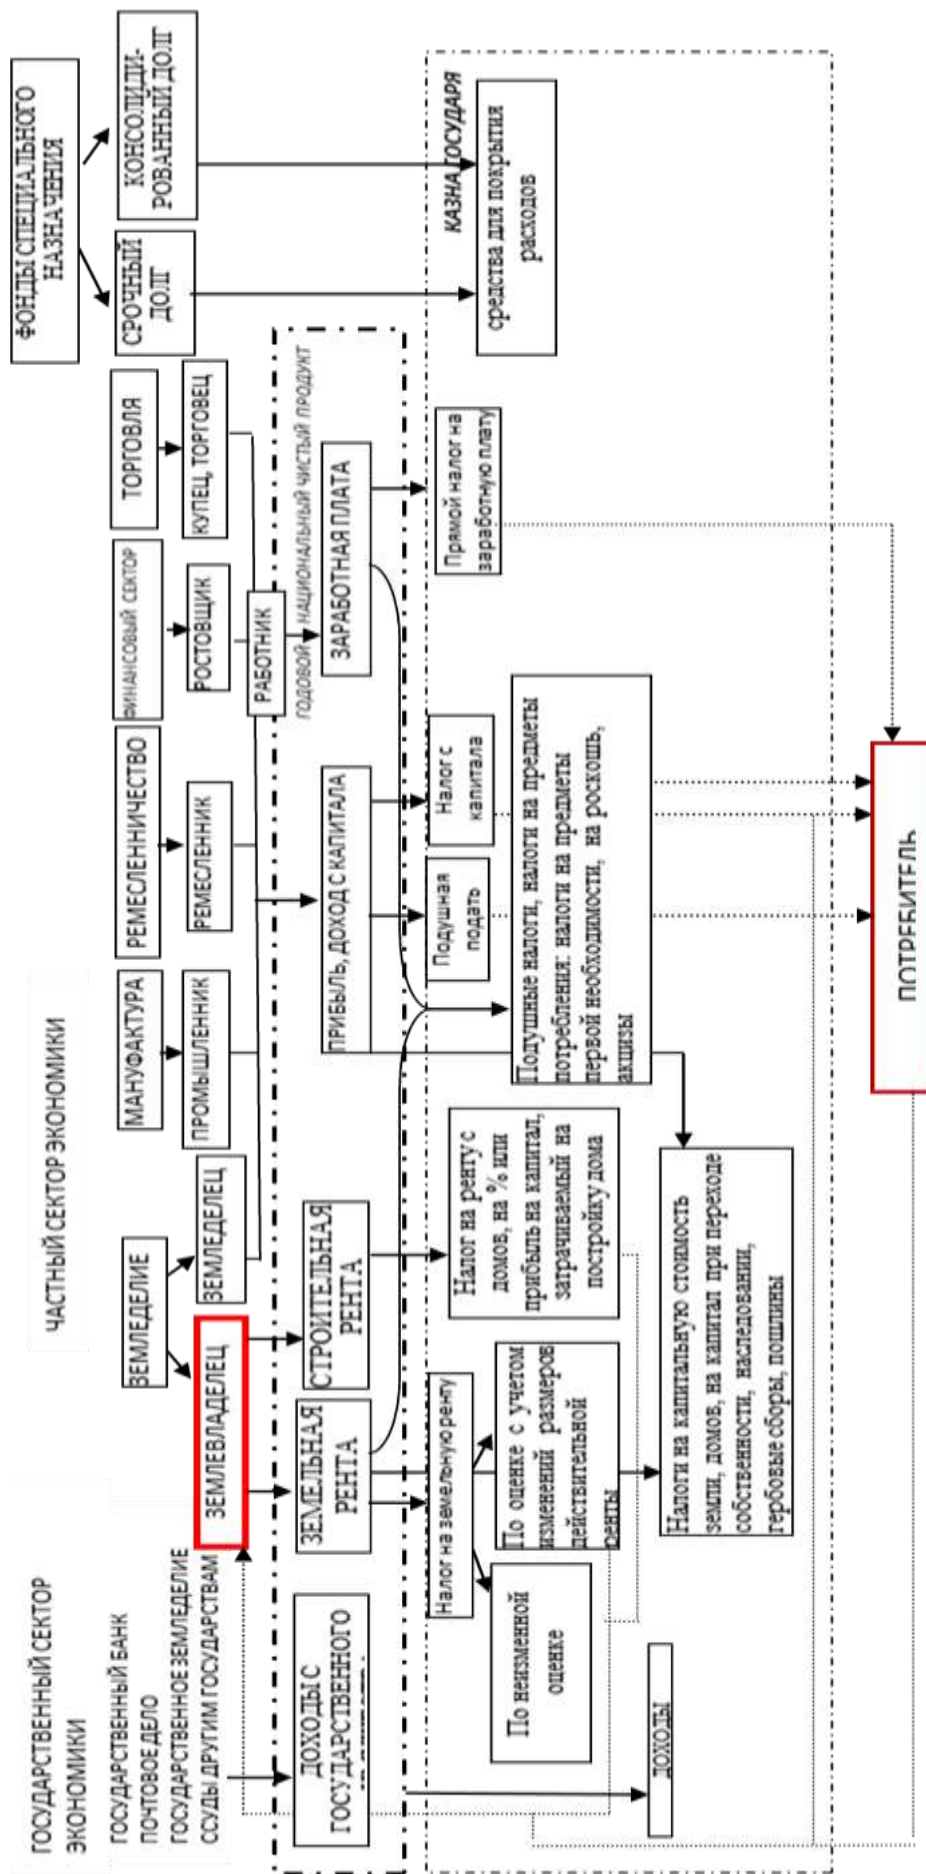 ГОСУДАРСТВЕННЫЙ СЕКТОР
ЭКОНОМИКИ
ЧАСТНЫЙ СЕКТОР ЭКОНОМИКИ
ФОНДЫ СПЕЦИАЛЬНОГО
НАЗНАЧЕНИЯ
ГОСУДАРСТВЕННЫЙ БАНК
ПОЧТОВОЕ ДЕЛО
ГОСУДАРСТВЕННОЕ ЗЕМЛЕДЕЛИЕ
ССУДЫ ДРУГИМ ГОСУДАРСТВАМ
ЗЕМЛЕДЕЛИЕ
МАНУФАКТУРА
РЕМЕСЛЕННИЧЕСТВО
ФИНАНСОВЫЙ СЕКТОР
ТОРГОВЛЯ
СРОЧНЫЙ
ДОЛГ
КОНСОЛИДИ-
РОВАННЫЙ ДОЛГ
ЗЕМЛЕВЛАДЕЛЕЦ
ЗЕМЛЕДЕЛЕЦ
ПРОМЫШЛЕННИК
РЕМЕСЛЕННИК
РОСТОВЩИК
КУПЕЦ, ТОРГОВЕЦ
РАБОТНИК
ГОДОВОЙ НАЦИОНАЛЬНЫЙ ЧИСТЫЙ ПРОДУКТ
ДОХОДЫ С
ГОСУДАРСТВЕННОГО
ЗЕМЕЛЬНАЯ
РЕНТА
СТРОИТЕЛЬНАЯ
РЕНТА
ПРИБЫЛЬ, ДОХОД С КАПИТАЛА
ЗАРАБОТНАЯ ПЛАТА
КАЗНА ГОСУДАРЯ
Налог на земельную ренту
Налог на ренту с
домов, на % или
прибыль на капитал,
затрачиваемый на
постройку дома
Подушная
подать
Налог с
капитала
Прямой налог на
заработную плату
средства для покрытия
расходов
По неизменной
оценке
По оценке с учетом
изменений размеров
действительной
ренты
Подушные налоги, налоги на предметы
потребления: налоги на предметы
первой необходимости, на роскошь,
акцизы
ДОХОДЫ
Налоги на капитальную стоимость
земли, домов, на капитал при переходе
собственности, наследовании,
гербовые сборы, пошлины
ПОТРЕБИТЕЛЬ